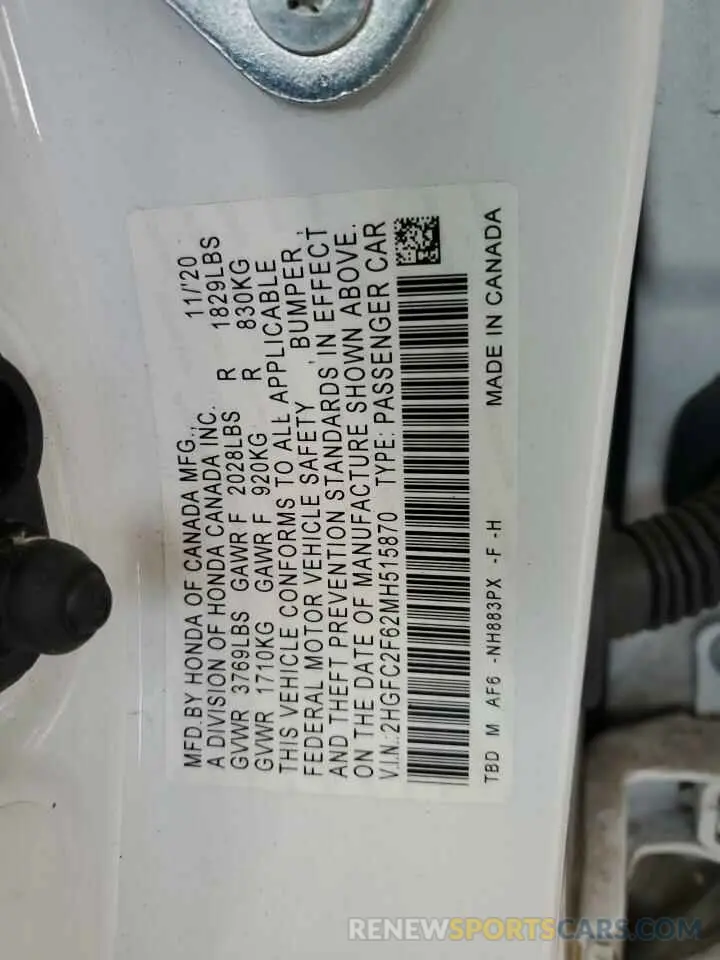 MFD.BY HONDA OF CANADA MFG., 11/'20
A DIVISION OF HONDA CANADA INC.
GVWR 3769LBS GAWR F 2028LBS R 1829LBS
GVWR 1710KG GAWR F 920KG R 830KG
THIS VEHICLE CONFORMS TO ALL APPLICABLE
FEDERAL MOTOR VEHICLE SAFETY , BUMPER ,
AND THEFT PREVENTION STANDARDS IN EFFECT
ON THE DATE OF MANUFACTURE SHOWN ABOVE.
V.I.N.:2HGFC2F62MH515870 TYPE: PASSENGER CAR
TBD M AF6 -NH883PX -F -H MADE IN CANADA
RENEWSPORTSCARS.COM